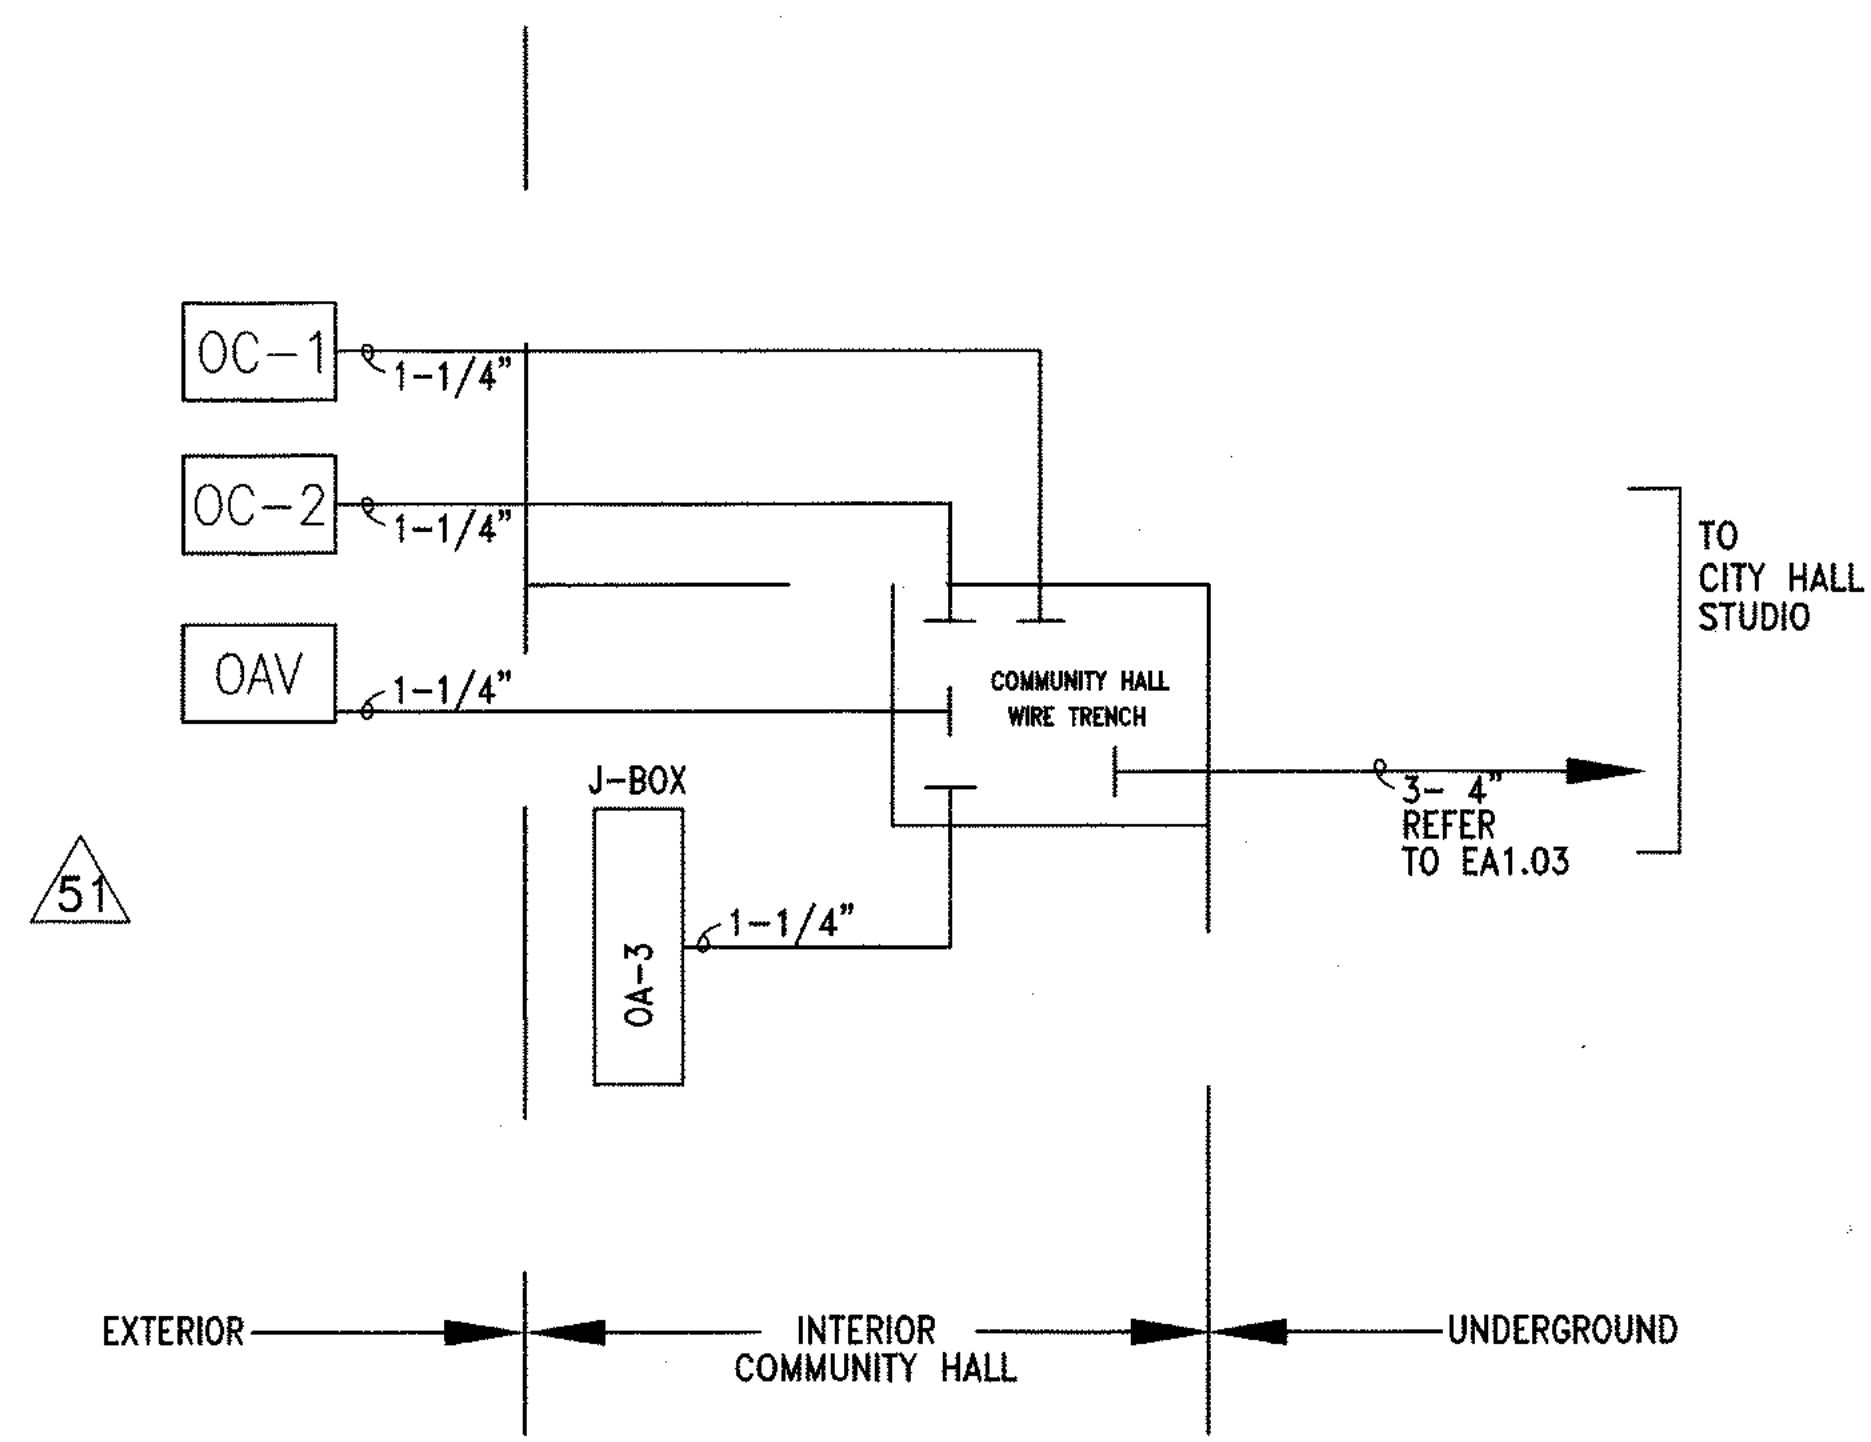 OC-1
1-1/4"
OC-2
1-1/4"
OAV
1-1/4"
COMMUNITY HALL
WIRE TRENCH
TO
CITY HALL
STUDIO
3- 4"
REFER
TO EA1.03
J-BOX
OA-3
1-1/4"
51
EXTERIOR
INTERIOR
COMMUNITY HALL
UNDERGROUND